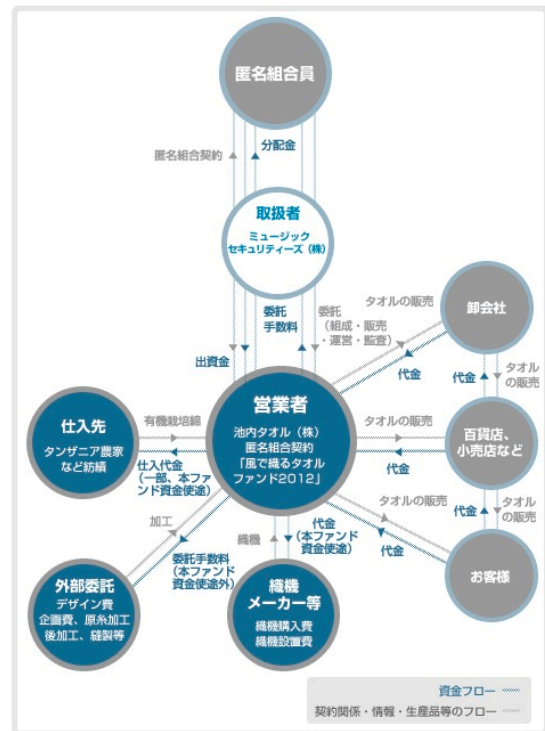 匿名組合員
分配金
匿名組合契約
取扱者
ミュージック
セキュリティーズ（株）
委託
手数料
委託
（組成・販売
・運営・監査）
出資金
タオルの販売
卸会社
代金
代金
タオル
の販売
営業者
池内タオル（株）
匿名組合契約
「風で織るタオル
ファンド2012」
仕入先
タンザニア農家
など紡績
有機栽培綿
仕入代金
（一部、本ファ
ンド資金使途）
タオルの販売
代金
百貨店、
小売店など
加工
委託手数料
（本ファンド
資金使途外）
織機
代金
（本ファンド
資金使途）
タオルの販売
代金
代金
タオル
の販売
お客様
外部委託
デザイン費
企画費、原糸加工
後加工、縫製等
織機
メーカー等
織機購入費
織機設置費
資金フロー
契約関係・情報・生産品等のフロー